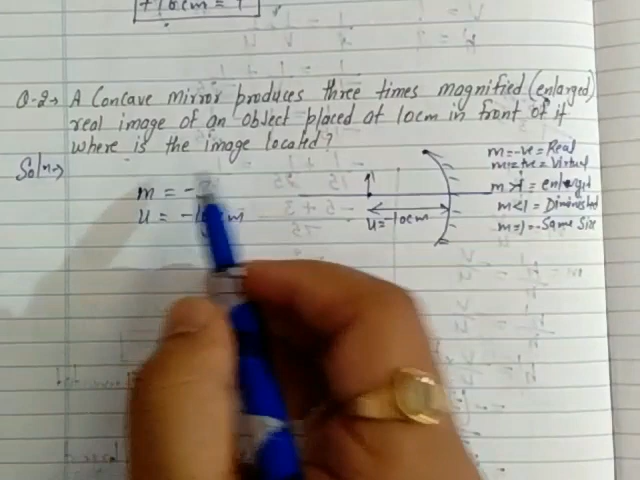 +10cm = ?
Q-2→ A Concave mirror produces three times magnified (enlarged)
real image of an object placed at 10cm in front of it
where is the image located?
Soln→
m = -
u = -10cm
u = -10cm
m = -ve = Real
m = +ve = Virtual
m>1 = enlarged
m<1 = Diminished
m=1 = Same Size